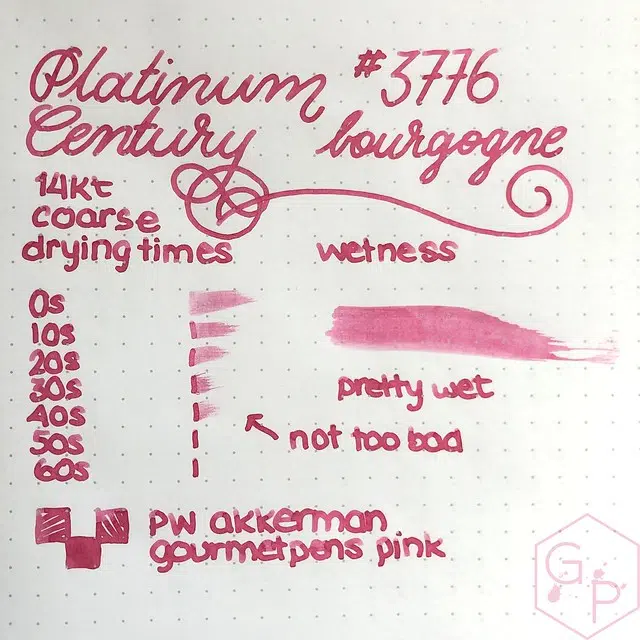 Platinum #3776
Century bourgogne
14kt
coarse
drying times wetness
0s
10s
20s
30s
40s
50s
60s
pretty wet
not too bad
PW akkerman
gourmetpens pink
G P